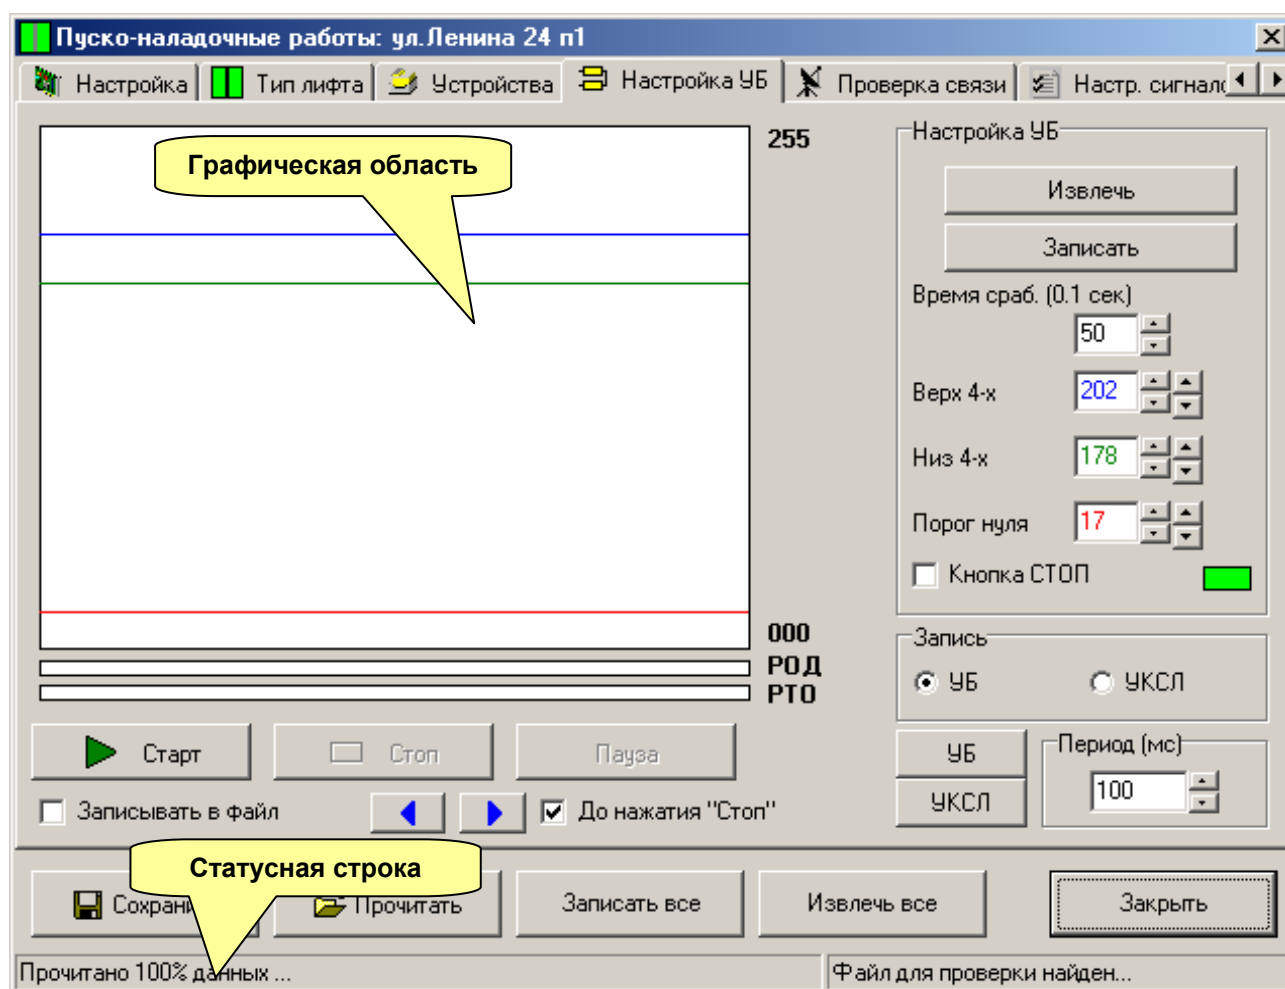 Пуско-наладочные работы: ул.Ленина 24 п1
Настройка
Тип лифта
Устройства
Настройка УБ
Проверка связи
Настр. сигнал
255
Графическая область
000
РОД
РТО
Настройка УБ
Извлечь
Записать
Время сраб. (0.1 сек)
50
Верх 4-х
202
Низ 4-х
178
Порог нуля
17
Кнопка СТОП
Запись
УБ
УКСЛ
Старт
Стоп
Пауза
УБ
УКСЛ
Период (мс)
100
Записывать в файл
До нажатия "Стоп"
Статусная строка
Сохрани
Прочитать
Записать все
Извлечь все
Закрыть
Прочитано 100% данных ...
Файл для проверки найден...